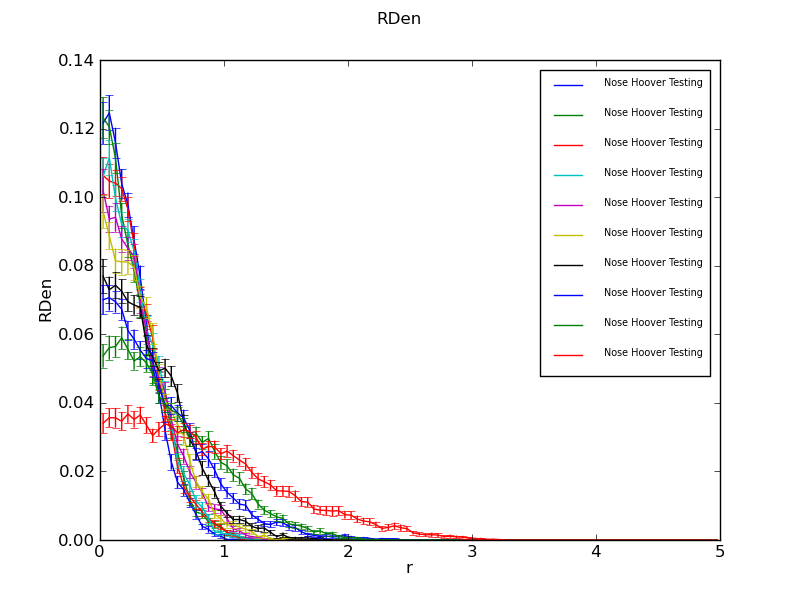 RDen
0.14
0.12
0.10
0.08
0.06
0.04
0.02
0.00
RDen
0
1
2
3
4
5
r
Nose Hoover Testing
Nose Hoover Testing
Nose Hoover Testing
Nose Hoover Testing
Nose Hoover Testing
Nose Hoover Testing
Nose Hoover Testing
Nose Hoover Testing
Nose Hoover Testing
Nose Hoover Testing